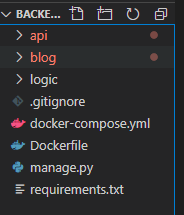 BACKE...
api
blog
logic
.gitignore
docker-compose.yml
Dockerfile
manage.py
requirements.txt